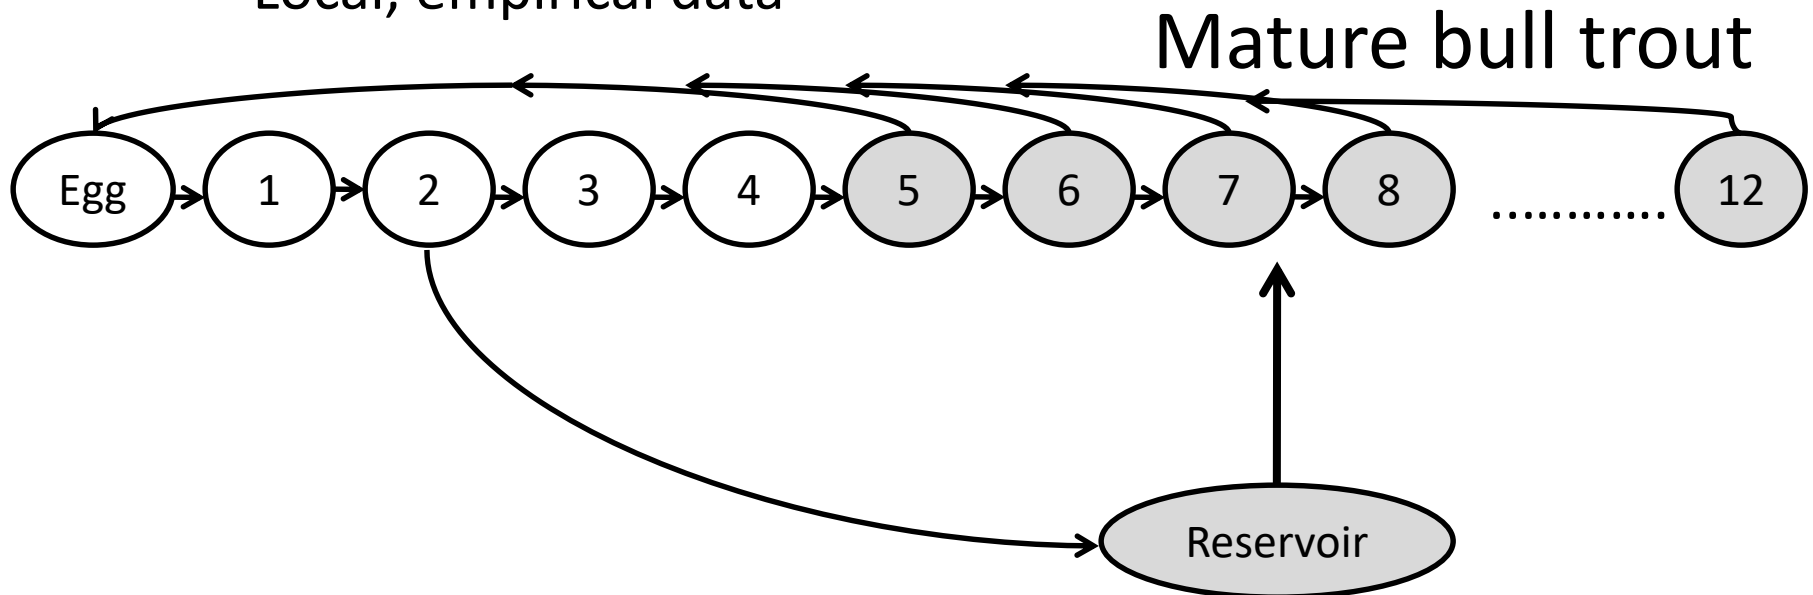 Local, empirical data
Mature bull trout
Egg 1 2 3 4 5 6 7 8 ............. 12
Reservoir